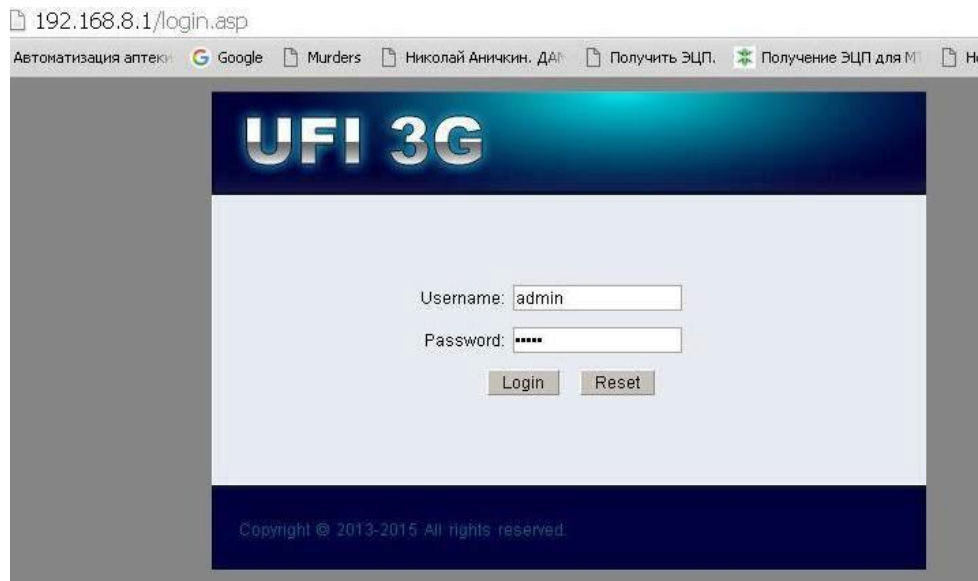 192.168.8.1/login.asp
Автоматизация аптеки Google Murders Николай Аничкин. ДА Получить ЭЦП. Получение ЭЦП для М
UFI 3G
Username: admin
Password: •••••
Login Reset
Copyright © 2013-2015 All rights reserved.